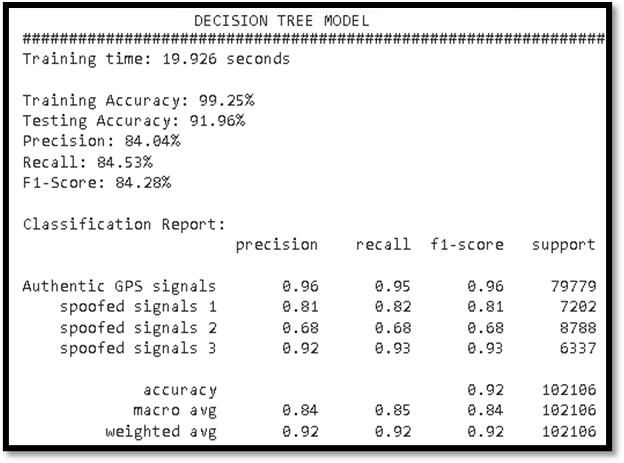 DECISION TREE MODEL
################################################################
Training time: 19.926 seconds
Training Accuracy: 99.25%
Testing Accuracy: 91.96%
Precision: 84.04%
Recall: 84.53%
F1-Score: 84.28%
Classification Report:
precision recall f1-score support
Authentic GPS signals 0.96 0.95 0.96 79779
spoofed signals 1 0.81 0.82 0.81 7202
spoofed signals 2 0.68 0.68 0.68 8788
spoofed signals 3 0.92 0.93 0.93 6337
accuracy 0.92 102106
macro avg 0.84 0.85 0.84 102106
weighted avg 0.92 0.92 0.92 102106